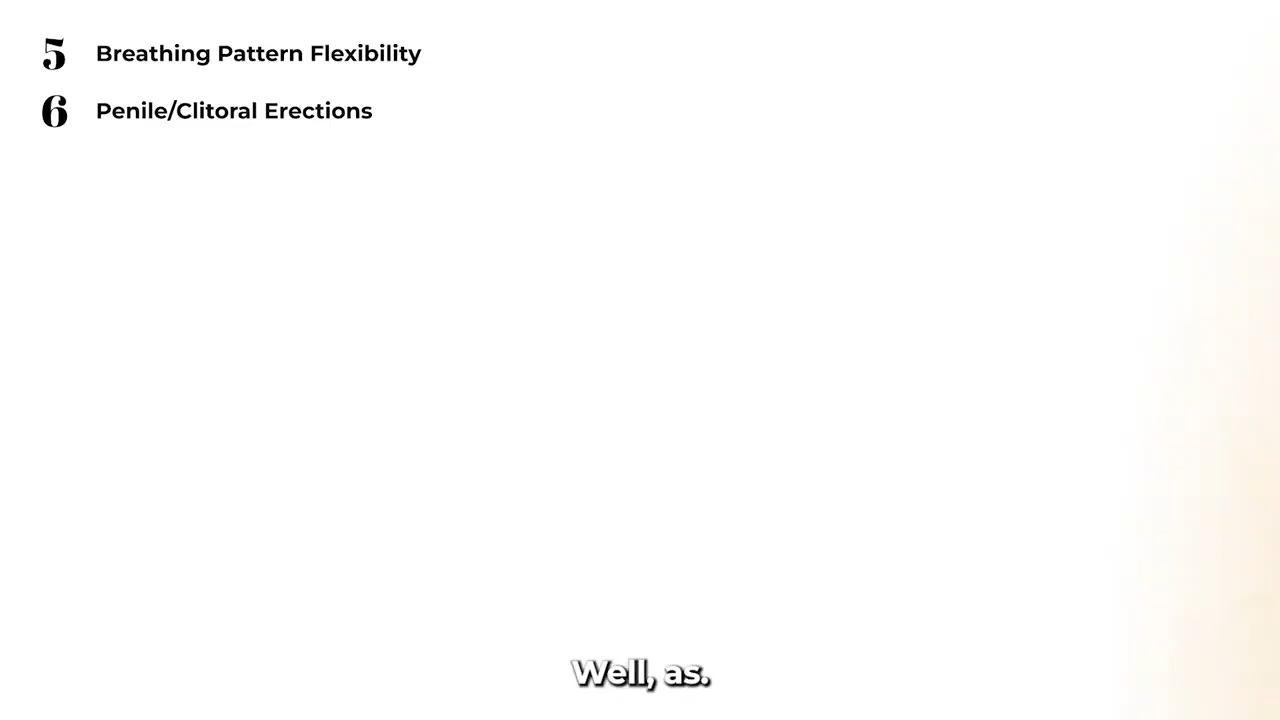 5 Breathing Pattern Flexibility
6 Penile/Clitoral Erections
Well, as.